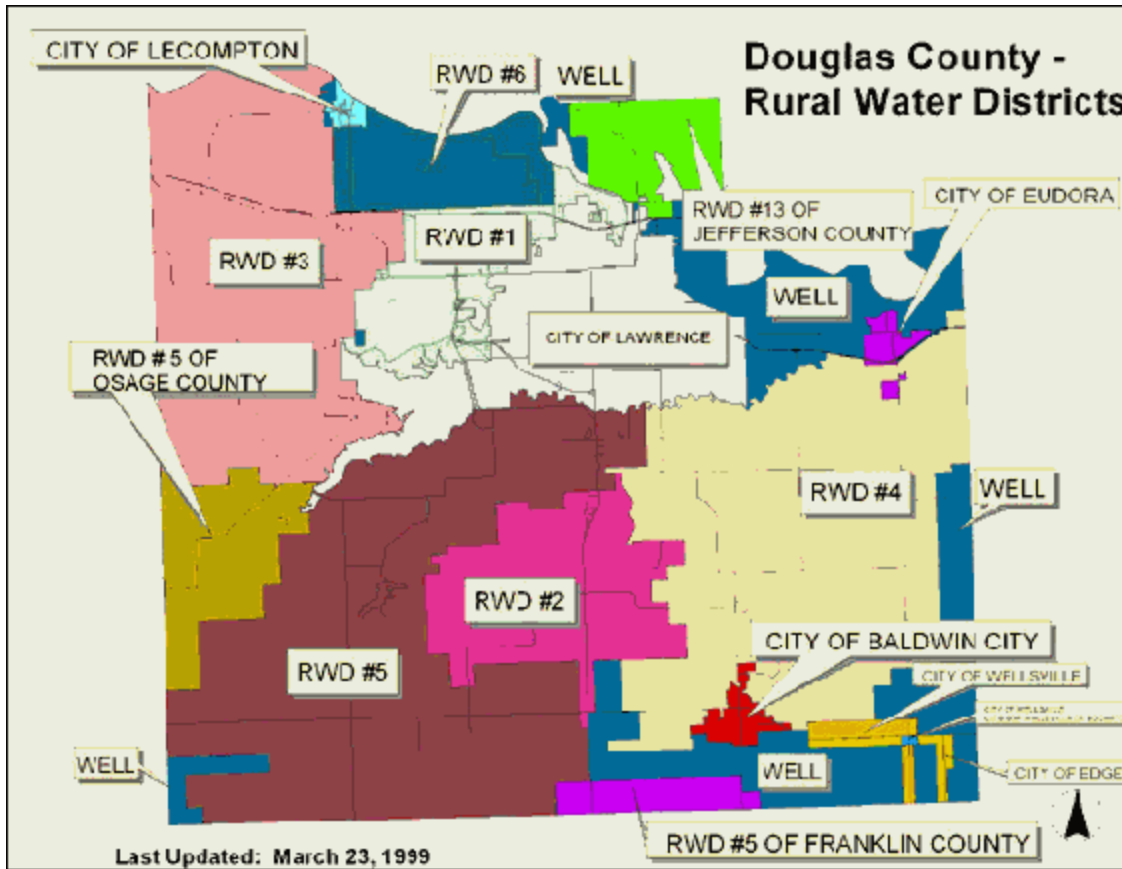 Douglas County -
Rural Water Districts
CITY OF LECOMPTON
RWD #6
WELL
CITY OF EUDORA
RWD #13 OF
JEFFERSON COUNTY
RWD #1
RWD #3
WELL
CITY OF LAWRENCE
RWD #5 OF
OSAGE COUNTY
RWD #4
WELL
RWD #2
CITY OF BALDWIN CITY
RWD #5
CITY OF WELLSVILLE
WELL
WELL
CITY OF EDGE
RWD #5 OF FRANKLIN COUNTY
Last Updated: March 23, 1999